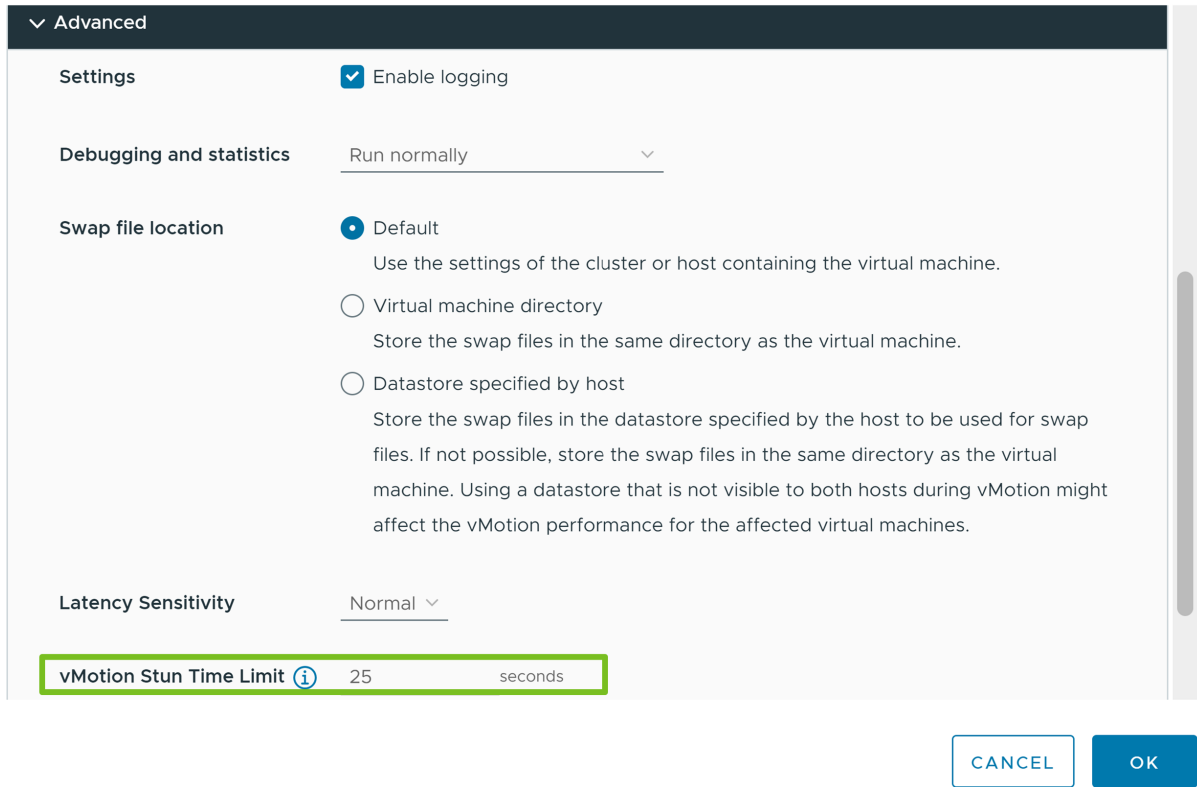 Advanced
Settings
Enable logging
Debugging and statistics
Run normally
Swap file location
Default
Use the settings of the cluster or host containing the virtual machine.
Virtual machine directory
Store the swap files in the same directory as the virtual machine.
Datastore specified by host
Store the swap files in the datastore specified by the host to be used for swap
files. If not possible, store the swap files in the same directory as the virtual
machine. Using a datastore that is not visible to both hosts during vMotion might
affect the vMotion performance for the affected virtual machines.
Latency Sensitivity
Normal
vMotion Stun Time Limit
25
seconds
CANCEL
OK